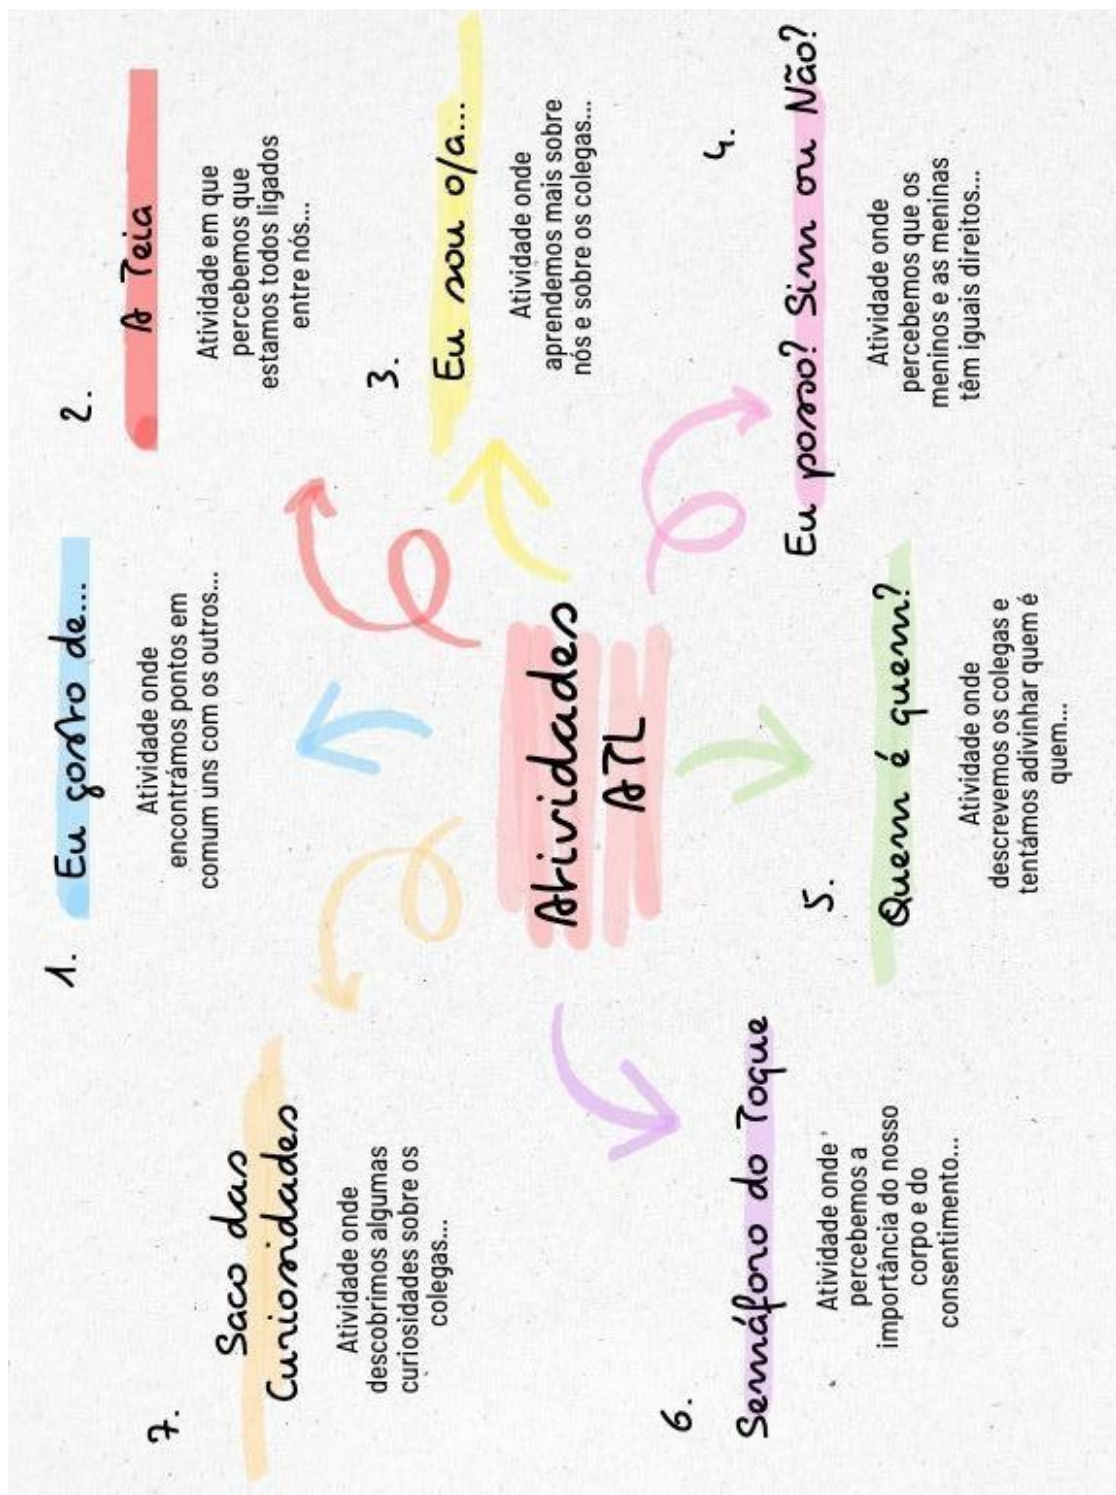 Atividades
ATL
1.
Eu gosto de...
Atividade onde
encontrámos pontos em
comum uns com os outros...
2.
A Teia
Atividade em que
percebemos que
estamos todos ligados
entre nós...
3.
Eu sou o/a...
Atividade onde
aprendemos mais sobre
nós e sobre os colegas...
4.
Eu posso? Sim ou Não?
Atividade onde
percebemos que os
meninos e as meninas
têm iguais direitos...
5.
Quem é quem?
Atividade onde
descrevemos os colegas e
tentámos adivinhar quem é
quem...
6.
Semáforo do Toque
Atividade onde
percebemos a
importância do nosso
corpo e do
consentimento...
7.
Saco das
Curiosidades
Atividade onde
descobrimos algumas
curiosidades sobre os
colegas...